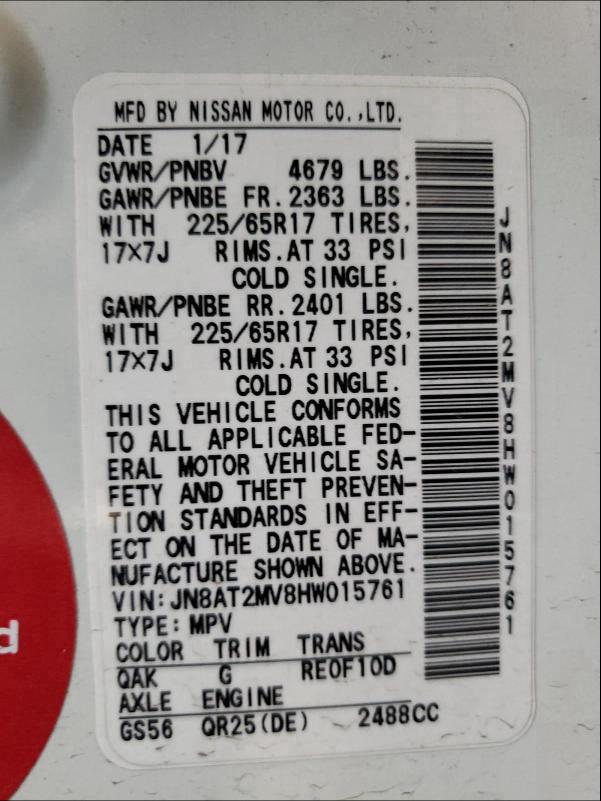 MFD BY NISSAN MOTOR CO.,LTD.
DATE 1/17
GVWR/PNBV 4679 LBS.
GAWR/PNBE FR. 2363 LBS.
WITH 225/65R17 TIRES,
17×7J RIMS.AT 33 PSI
COLD SINGLE.
GAWR/PNBE RR. 2401 LBS.
WITH 225/65R17 TIRES,
17×7J RIMS.AT 33 PSI
COLD SINGLE.
THIS VEHICLE CONFORMS
TO ALL APPLICABLE FED-
ERAL MOTOR VEHICLE SA-
FETY AND THEFT PREVEN-
TION STANDARDS IN EFF-
ECT ON THE DATE OF MA-
NUFACTURE SHOWN ABOVE.
VIN: JN8AT2MV8HW015761
TYPE: MPV
COLOR TRIM TRANS
QAK G RE0F10D
AXLE ENGINE
GS56 QR25(DE) 2488CC
JN8AT2MV8HW015761
d